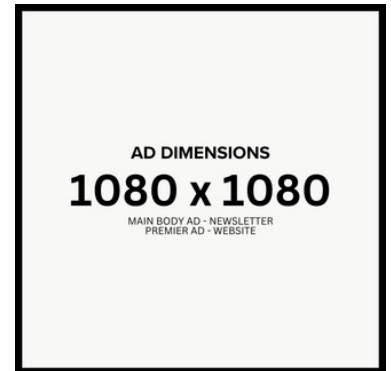 AD DIMENSIONS
1080 x 1080
MAIN BODY AD - NEWSLETTER
PREMIER AD - WEBSITE